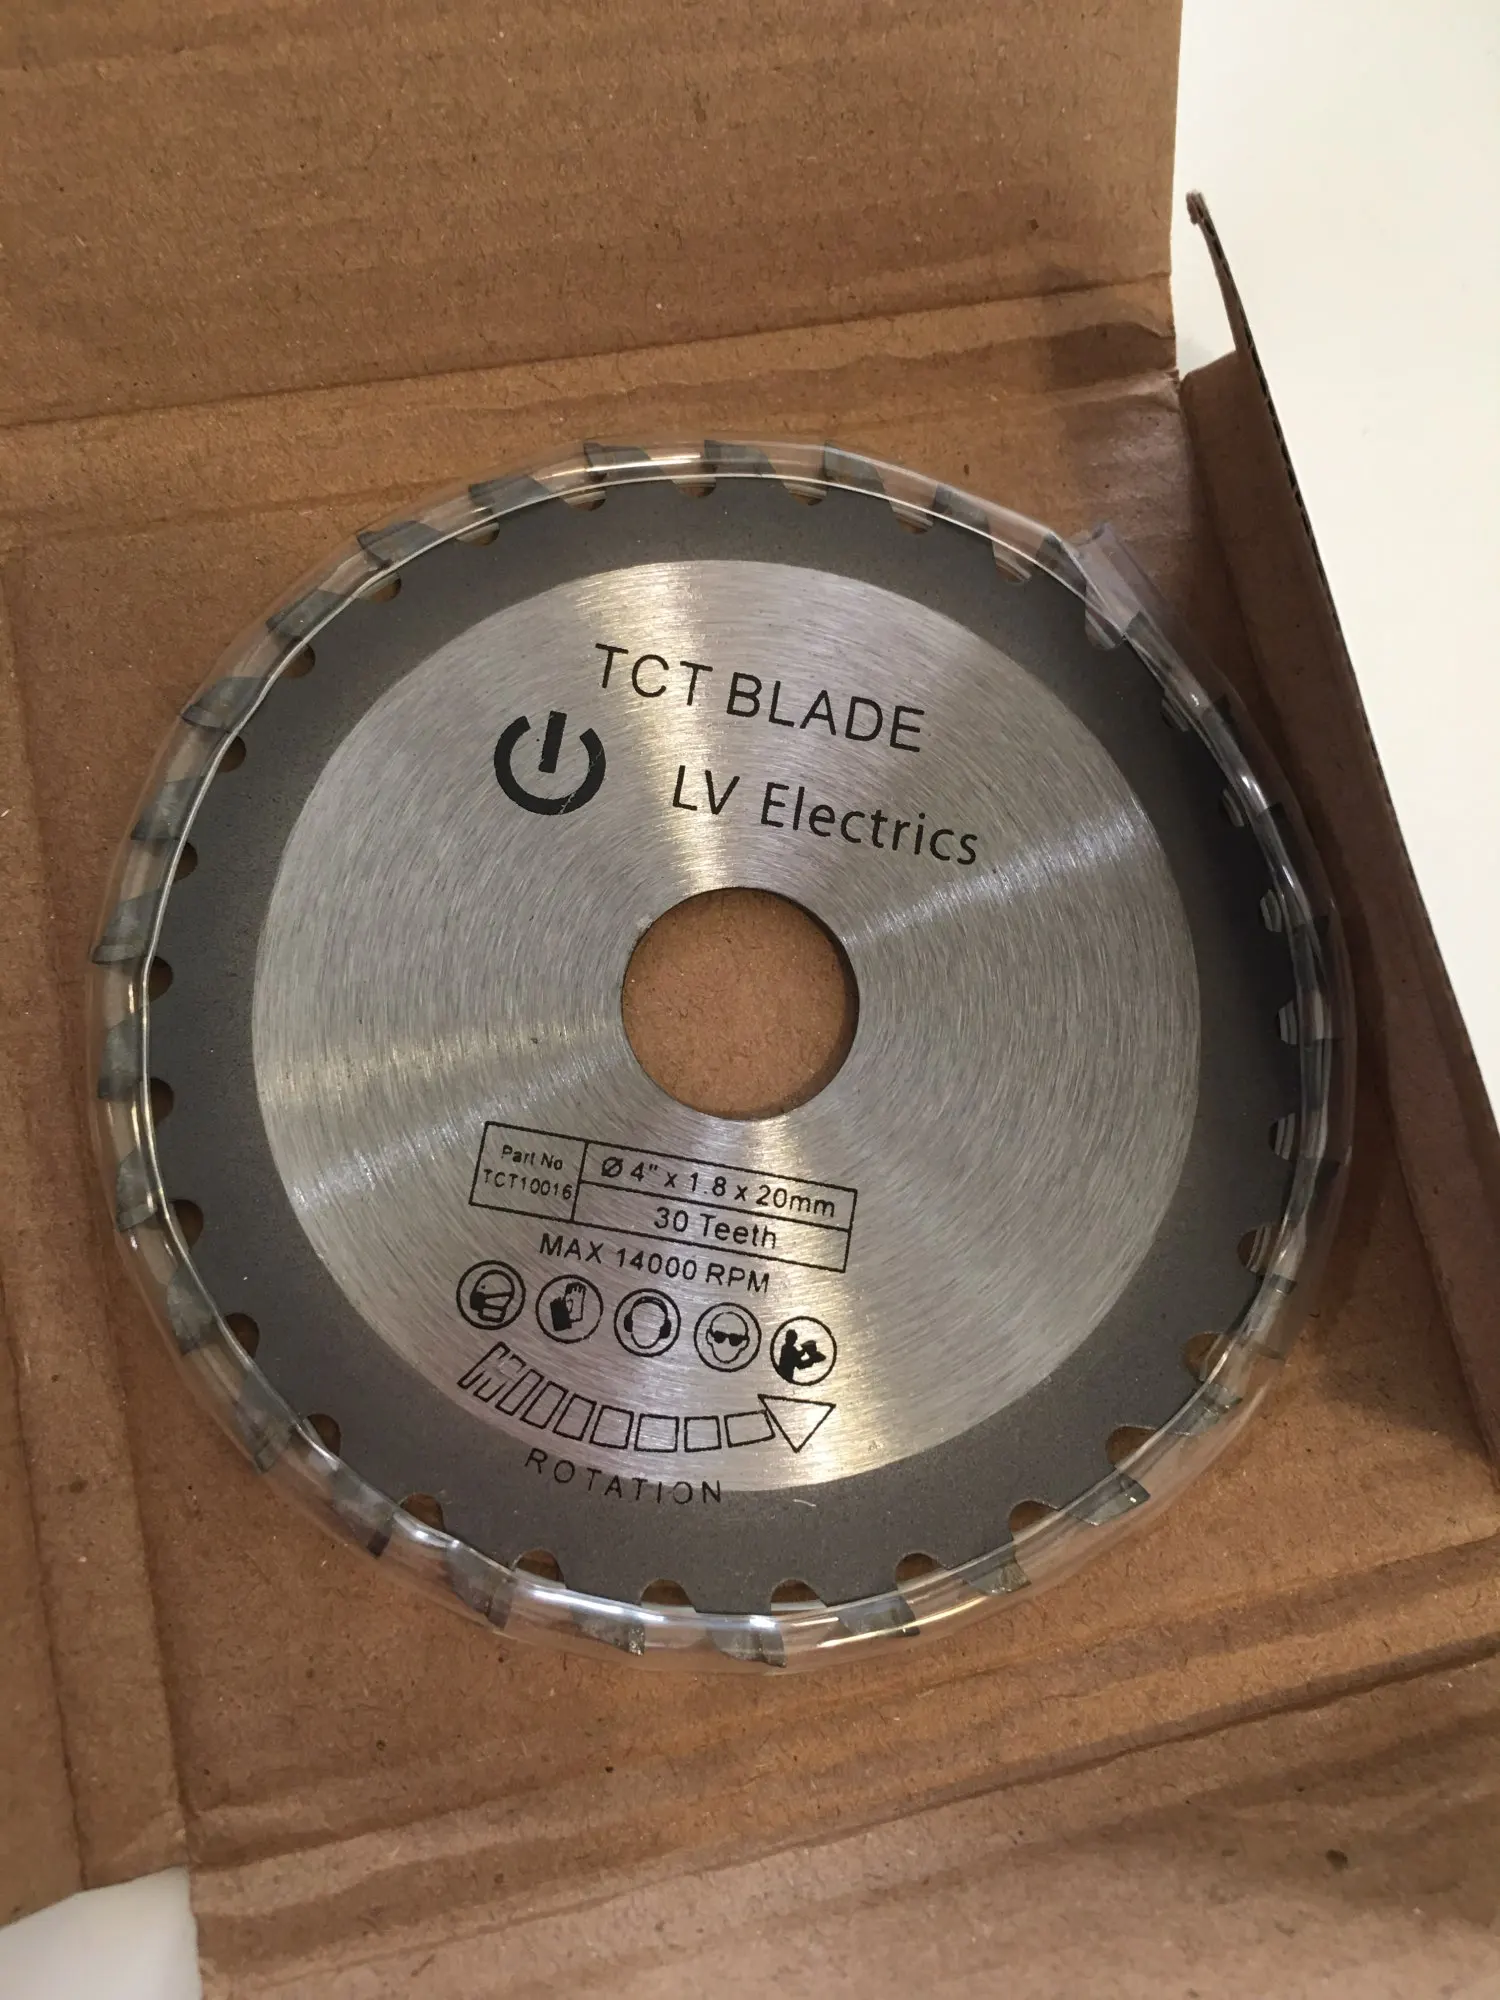 TCT BLADE
LV Electrics
Part No
TCT10016
Ø 4" x 1.8 x 20mm
30 Teeth
MAX 14000 RPM
ROTATION